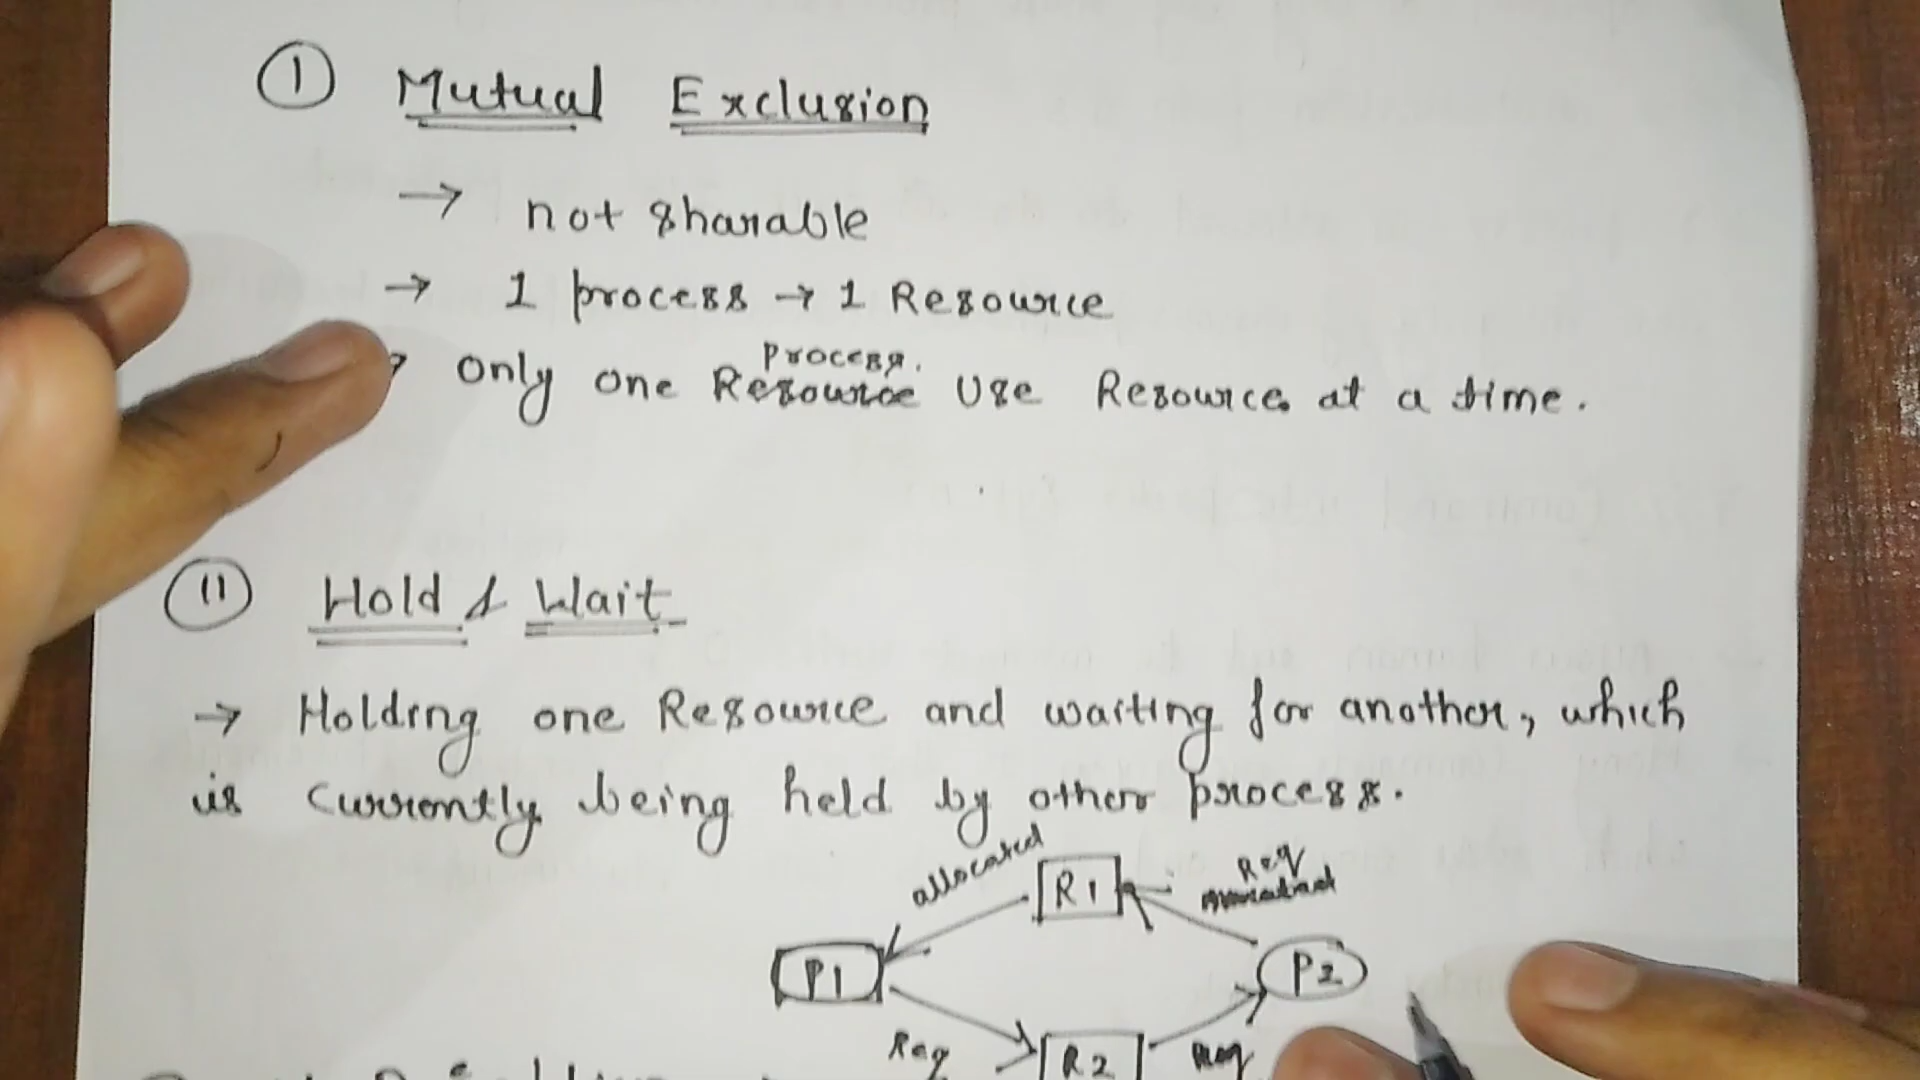 I Mutual Exclusion
→ not sharable
→ 1 process → 1 Resource
process.
→ only one Resource Use Resource at a time.
II Hold & Wait
→ Holding one Resource and waiting for another, which
is currently being held by other process.
allocated R1 Req
P1 P2
Req R2 Req